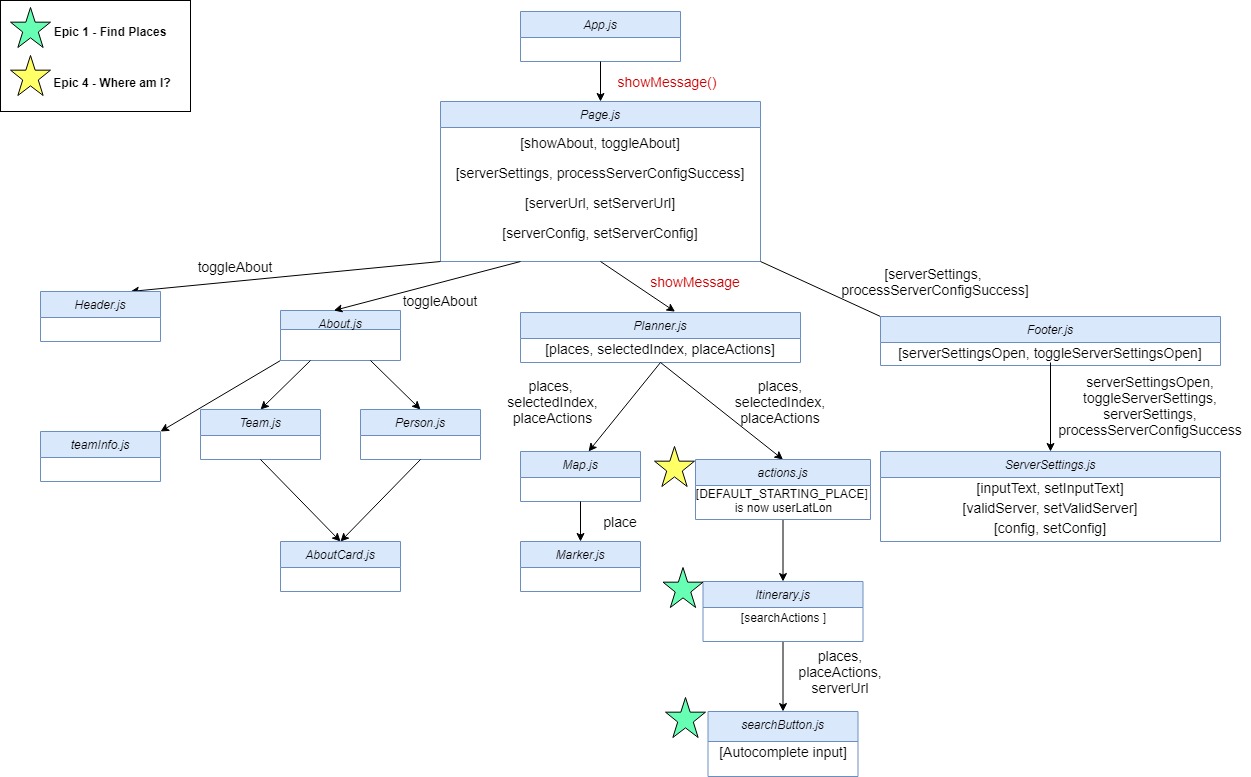 Epic 1 - Find Places
Epic 4 - Where am I?
App.js
showMessage()
Page.js
[showAbout, toggleAbout]
[serverSettings, processServerConfigSuccess]
[serverUrl, setServerUrl]
[serverConfig, setServerConfig]
toggleAbout
toggleAbout
showMessage
[serverSettings,
processServerConfigSuccess]
Header.js
About.js
Planner.js
[places, selectedIndex, placeActions]
Footer.js
[serverSettingsOpen, toggleServerSettingsOpen]
places,
selectedIndex,
placeActions
places,
selectedIndex,
placeActions
serverSettingsOpen,
toggleServerSettings,
serverSettings,
processServerConfigSuccess
teamInfo.js
Team.js
Person.js
Map.js
actions.js
[DEFAULT_STARTING_PLACE]
is now userLatLon
ServerSettings.js
[inputText, setInputText]
[validServer, setValidServer]
[config, setConfig]
place
AboutCard.js
Marker.js
Itinerary.js
[searchActions ]
places,
placeActions,
serverUrl
searchButton.js
[Autocomplete input]